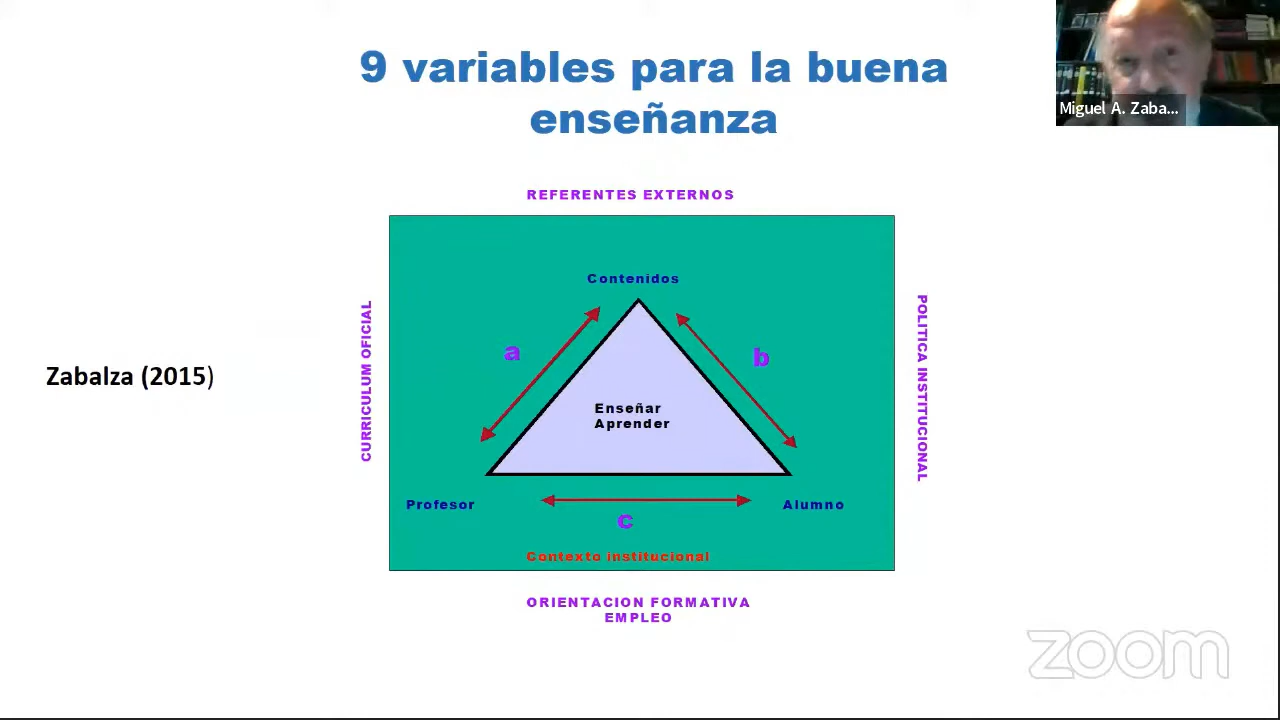 9 variables para la buena
enseñanza
Miguel A. Zaba...
REFERENTES EXTERNOS
Contenidos
CURRICULUM OFICIAL
a
b
POLITICA INSTITUCIONAL
Zabalza (2015)
Enseñar
Aprender
Profesor
Alumno
c
Contexto institucional
ORIENTACION FORMATIVA
EMPLEO
zoom